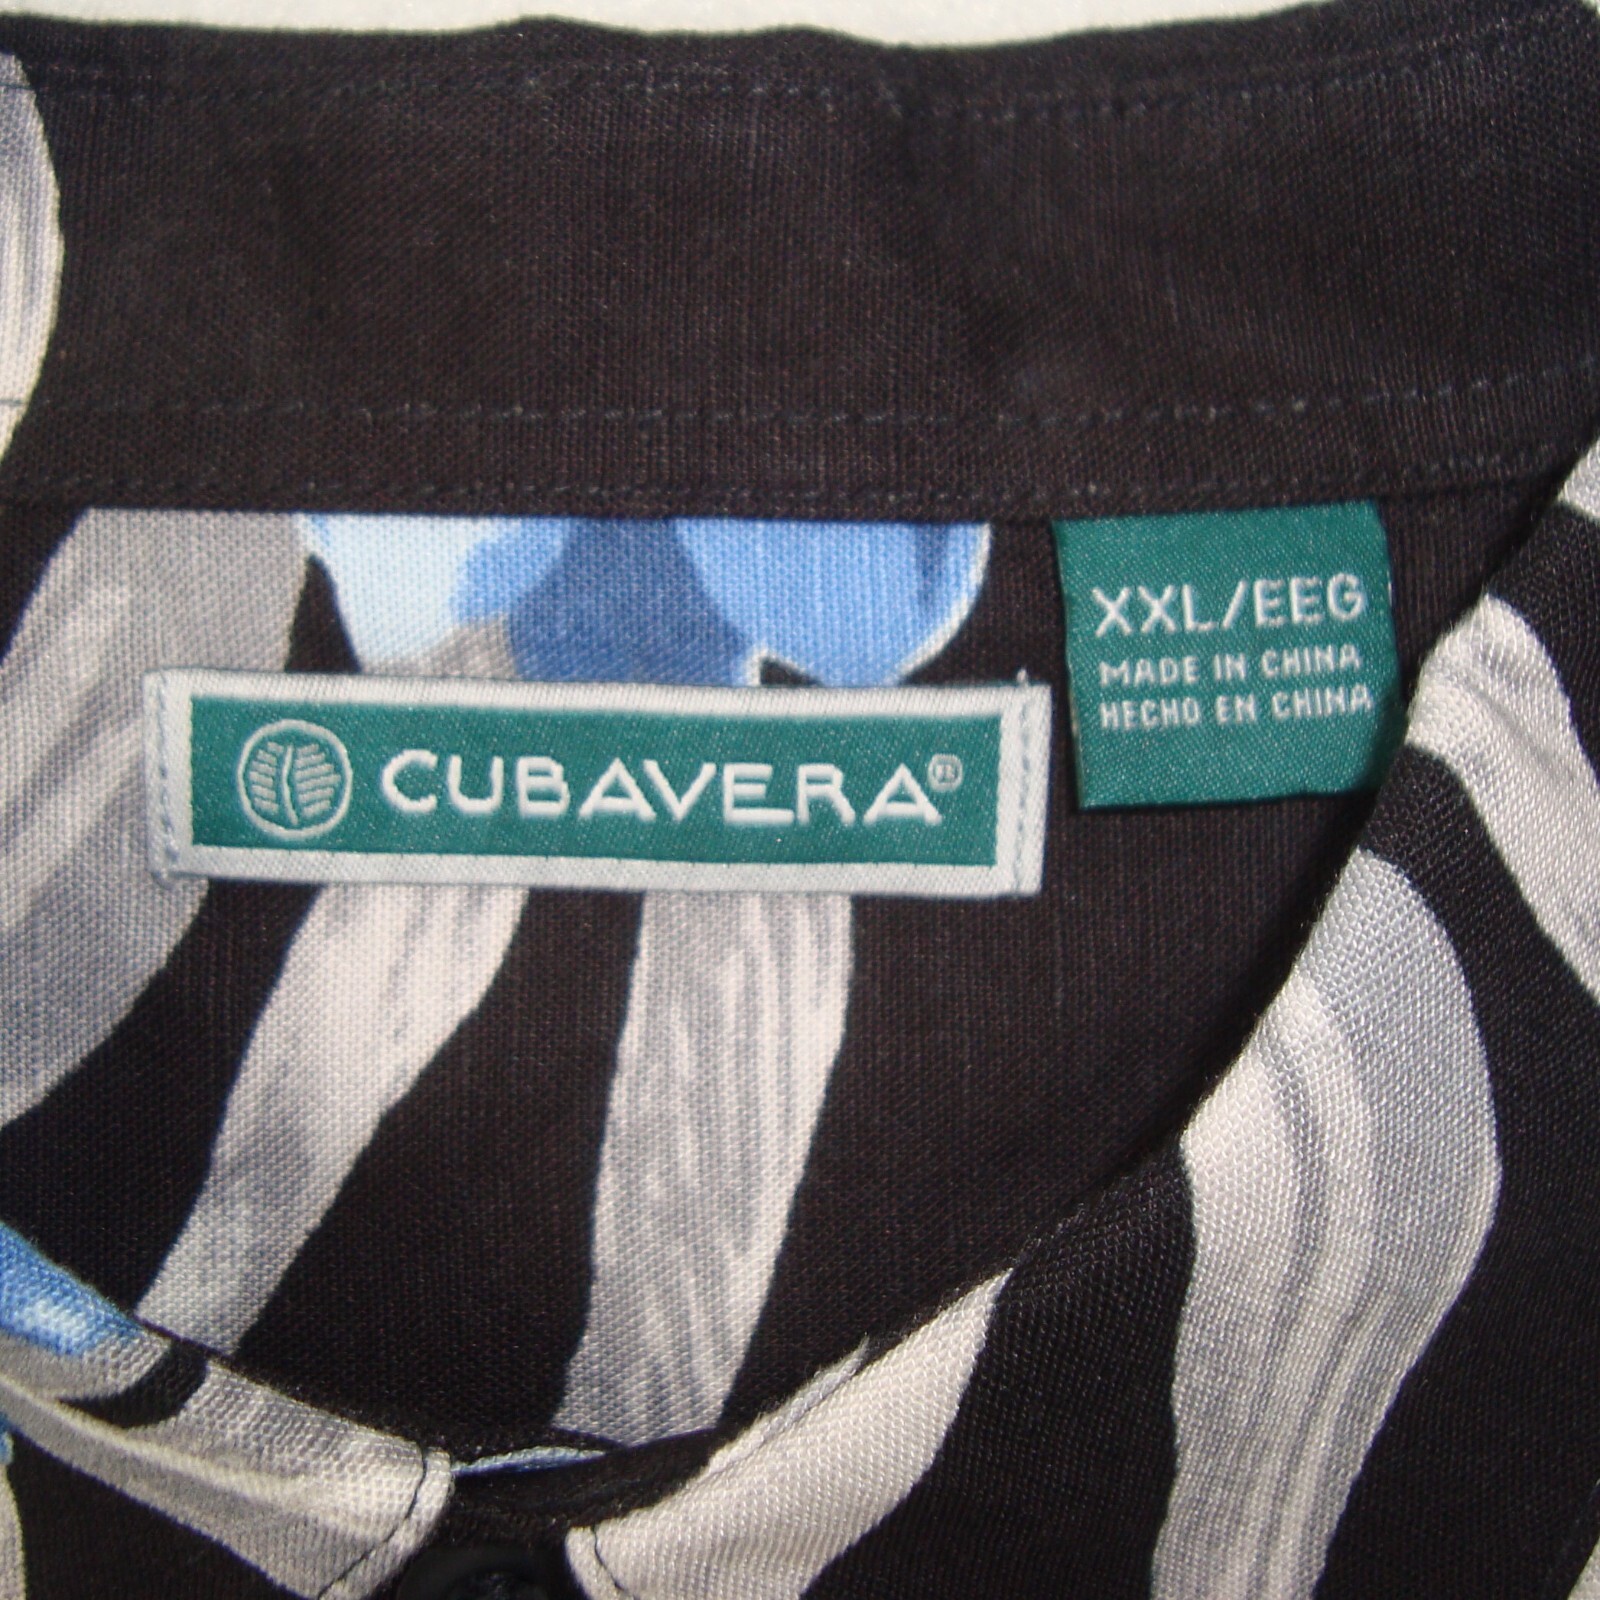 CUBAVERA®
XXL/EEG
MADE IN CHINA
HECHO EN CHINA